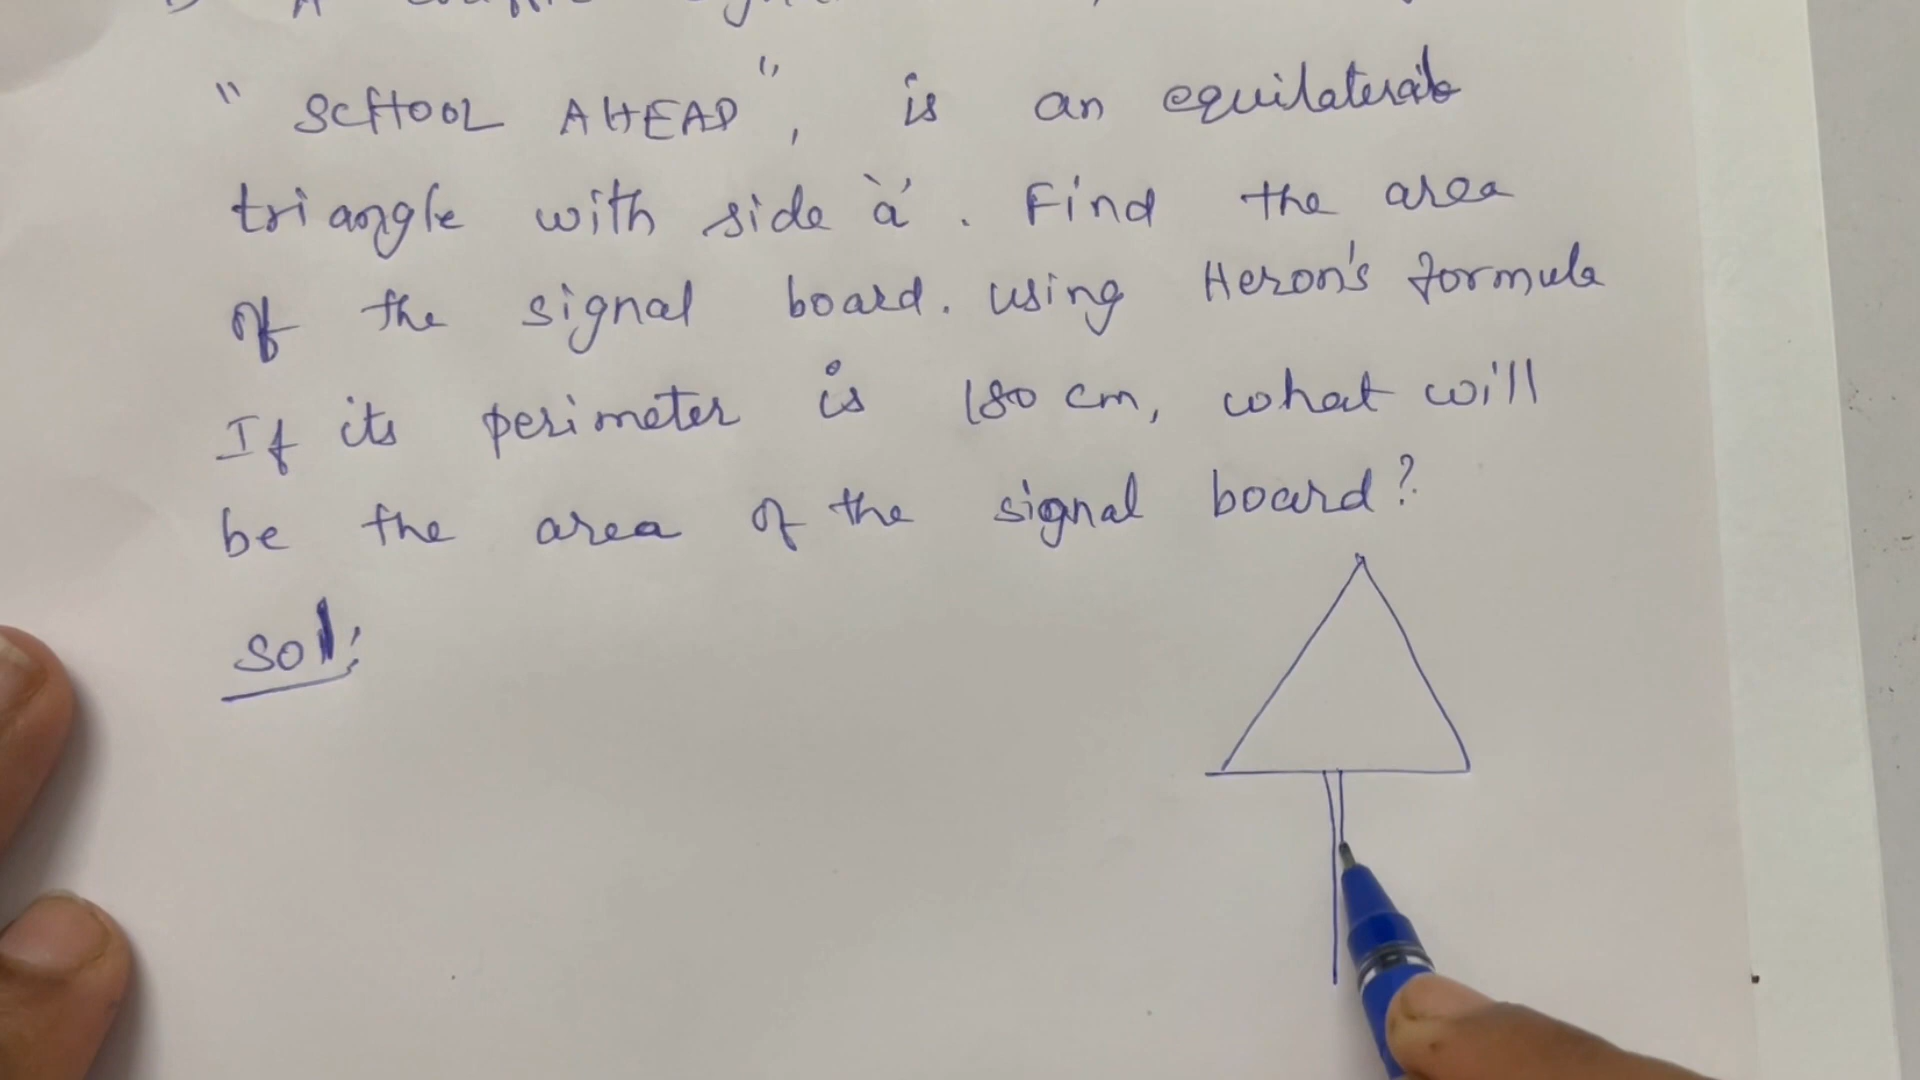 " SCHOOL AHEAD ", is an equilateral
triangle with side 'a'. Find the area
of the signal board. using Heron's formula
If its perimeter is 180 cm, what will
be the area of the signal board?
Sol: